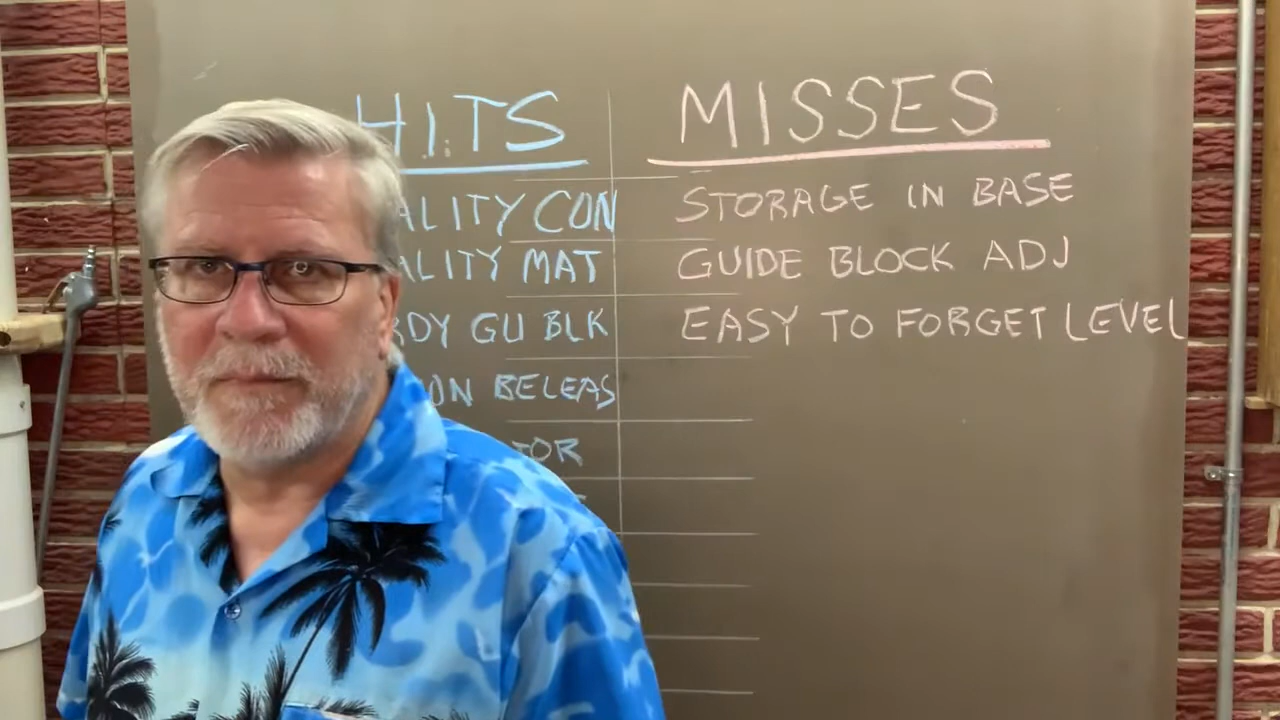 H.I.TS
MISSES
ALITY CON
STORAGE IN BASE
ALITY MAT
GUIDE BLOCK ADJ
RDY GU BLK
EASY TO FORGET LEVEL
ON BELEAS
TOR